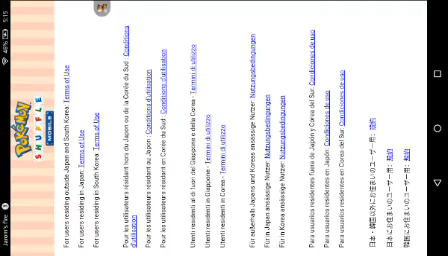 Jaron's Fire
46%
5:15
Pokémon
SHUFFLE
MOBILE
For users residing outside Japan and South Korea: Terms of Use
For users residing in Japan: Terms of Use
For users residing in South Korea: Terms of Use
Pour les utilisateurs résidant hors du Japon ou de la Corée du Sud : Conditions
d'utilisation
Pour les utilisateurs résidant au Japon : Conditions d'utilisation
Pour les utilisateurs résidant en Corée du Sud : Conditions d'utilisation
Utenti residenti al di fuori del Giappone e della Corea - Termini di utilizzo
Utenti residenti in Giappone - Termini di utilizzo
Utenti residenti in Corea - Termini di utilizzo
Für außerhalb Japans und Koreas ansässige Nutzer: Nutzungsbedingungen
Für in Japan ansässige Nutzer: Nutzungsbedingungen
Für in Korea ansässige Nutzer: Nutzungsbedingungen
Para usuarios residentes fuera de Japón y Corea del Sur: Condiciones de uso
Para usuarios residentes en Japón: Condiciones de uso
Para usuarios residentes en Corea del Sur: Condiciones de uso
日本・韓国以外にお住まいのユーザー用：規約
日本にお住まいのユーザー用：規約
韓国にお住まいのユーザー用：規約